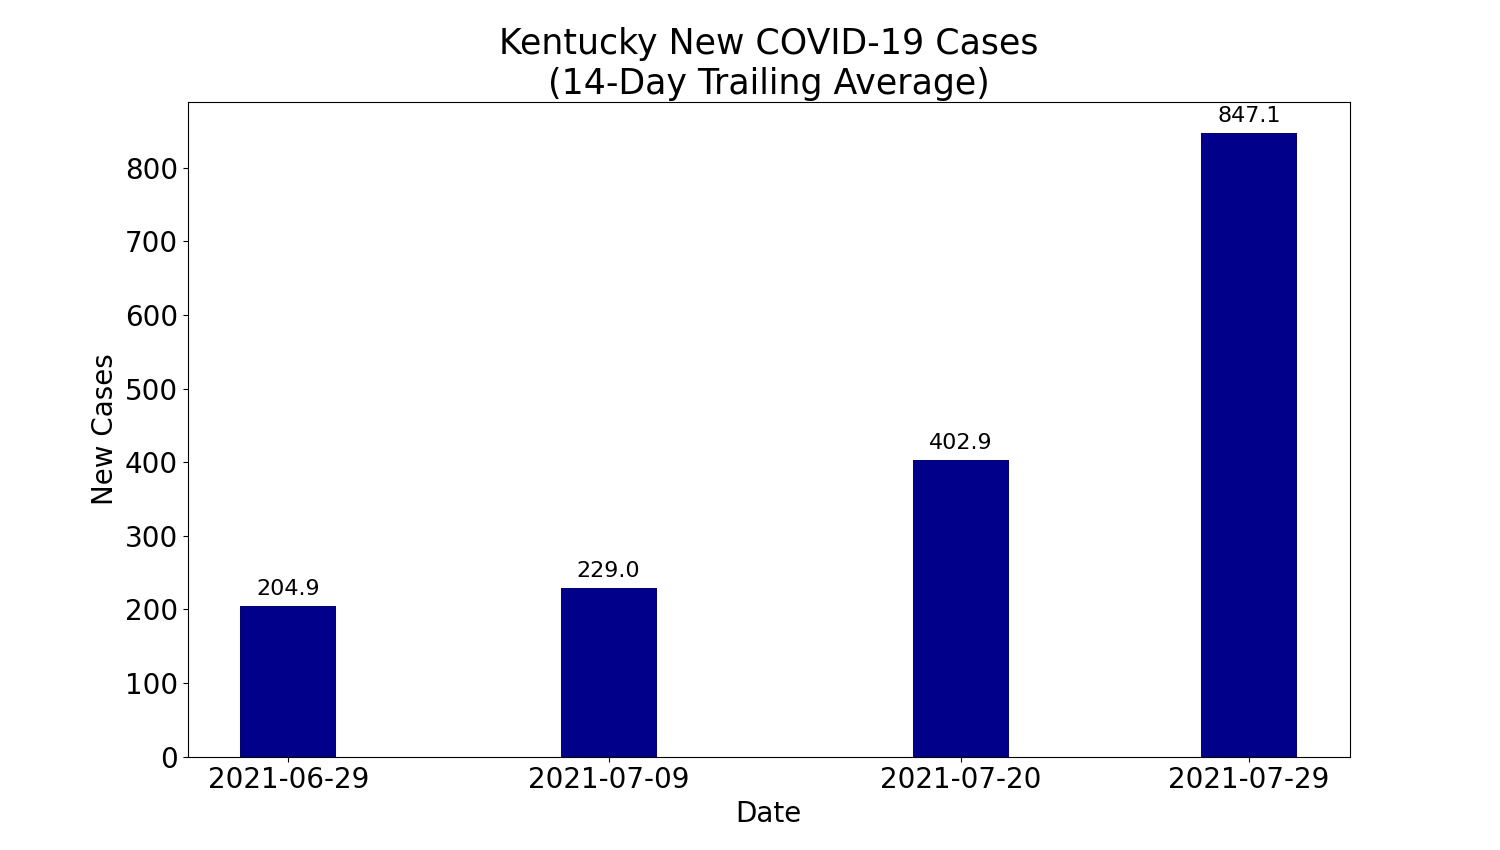 Kentucky New COVID-19 Cases
(14-Day Trailing Average)
847.1
800
700
600
500
402.9
400
300
229.0
204.9
200
100
0
New Cases
2021-06-29 2021-07-09 2021-07-20 2021-07-29
Date